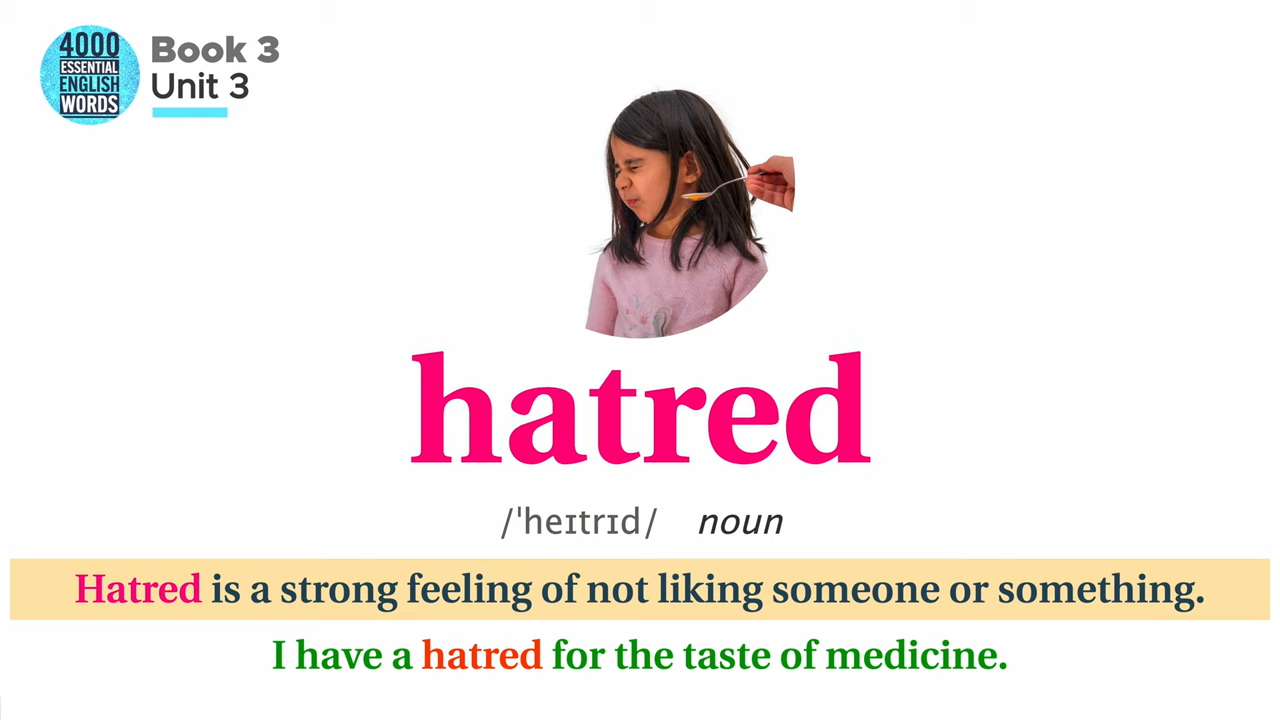 4000
ESSENTIAL
ENGLISH
WORDS
Book 3
Unit 3
hatred
/ˈheɪtrɪd/ noun
Hatred is a strong feeling of not liking someone or something.
I have a hatred for the taste of medicine.